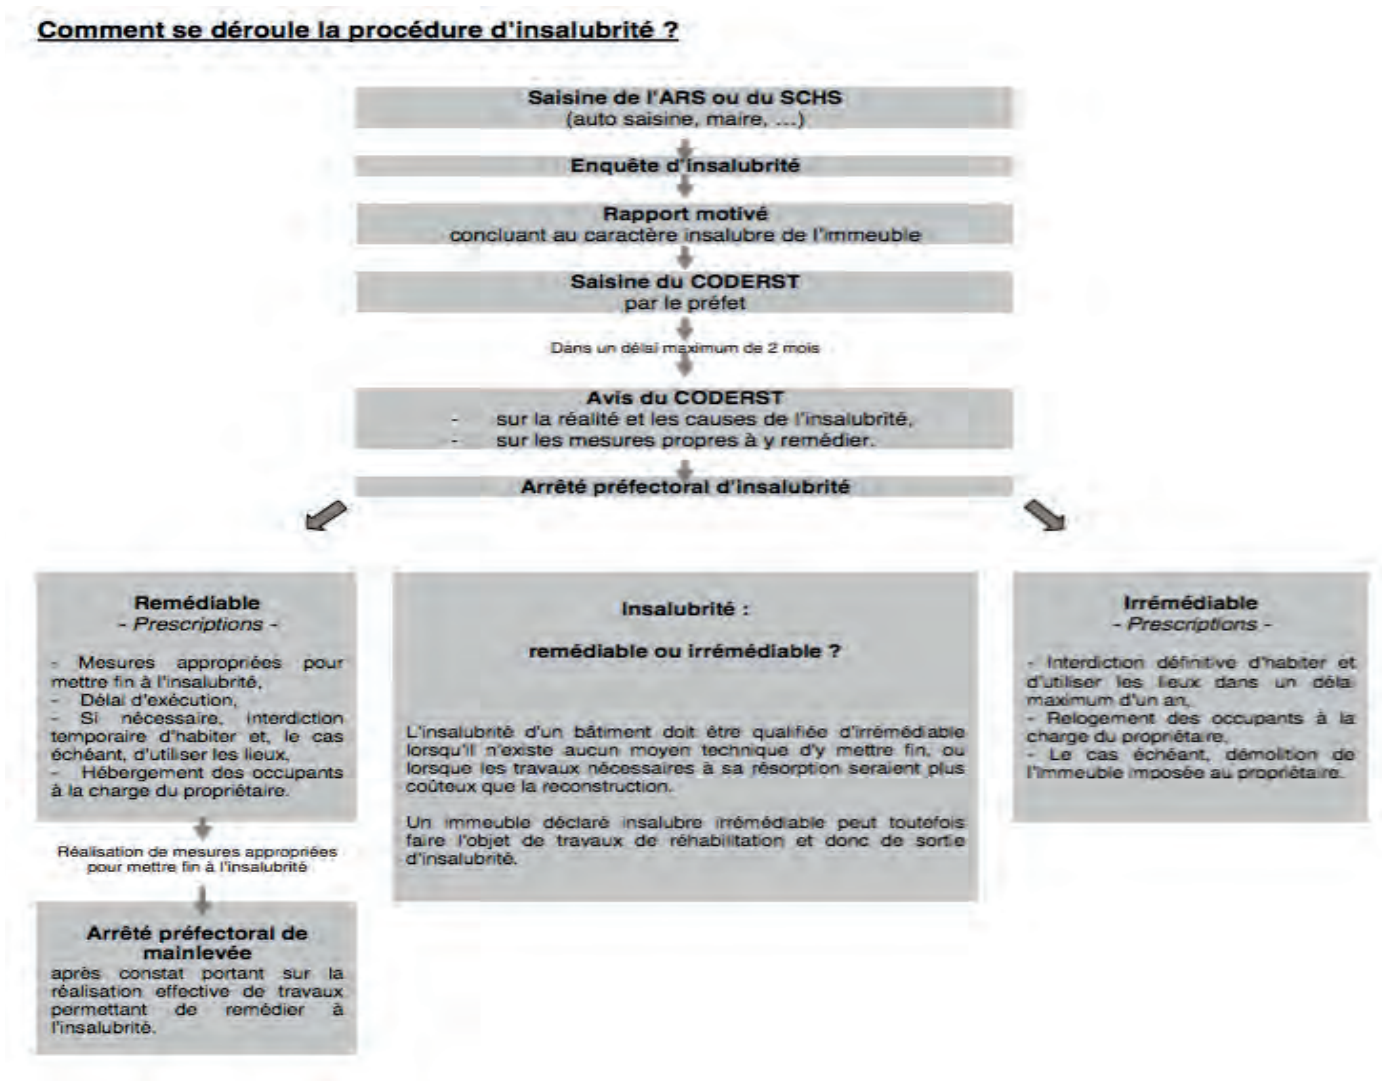 Comment se déroule la procédure d'insalubrité ?
Saisine de l'ARS ou du SCHS
(auto saisine, maire, ...)
Enquête d'insalubrité
Rapport motivé
concluant au caractère insalubre de l'immeuble
Saisine du CODERST
par le préfet
Dans un délai maximum de 2 mois
Avis du CODERST
- sur la réalité et les causes de l'insalubrité,
- sur les mesures propres à y remédier.
Arrêté préfectoral d'insalubrité
Remédiable
- Prescriptions -
- Mesures appropriées pour
mettre fin à l'insalubrité,
- Délai d'exécution,
- Si nécessaire, interdiction
temporaire d'habiter et, le cas
échéant, d'utiliser les lieux,
- Hébergement des occupants
à la charge du propriétaire.
Réalisation de mesures appropriées
pour mettre fin à l'insalubrité
Arrêté préfectoral de
mainlevée
après constat portant sur la
réalisation effective de travaux
permettant de remédier à
l'insalubrité.
Insalubrité :
remédiable ou irrémédiable ?
L'insalubrité d'un bâtiment doit être qualifiée d'irrémédiable
lorsqu'il n'existe aucun moyen technique d'y mettre fin, ou
lorsque les travaux nécessaires à sa résorption seraient plus
coûteux que la reconstruction.
Un immeuble déclaré insalubre irrémédiable peut toutefois
faire l'objet de travaux de réhabilitation et donc de sortie
d'insalubrité.
Irrémédiable
- Prescriptions -
- Interdiction définitive d'habiter et
d'utiliser les lieux dans un délai
maximum d'un an,
- Relogement des occupants à la
charge du propriétaire,
- Le cas échéant, démolition de
l'immeuble imposée au propriétaire.